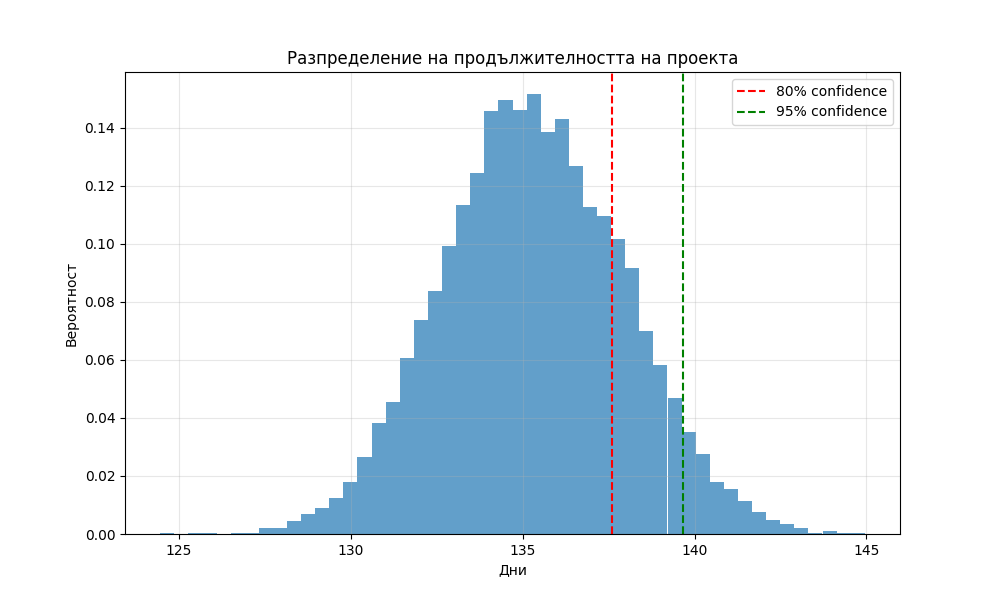 Разпределение на продължителността на проекта
80% confidence
95% confidence
Вероятност
0.14
0.12
0.10
0.08
0.06
0.04
0.02
0.00
125 130 135 140 145
Дни